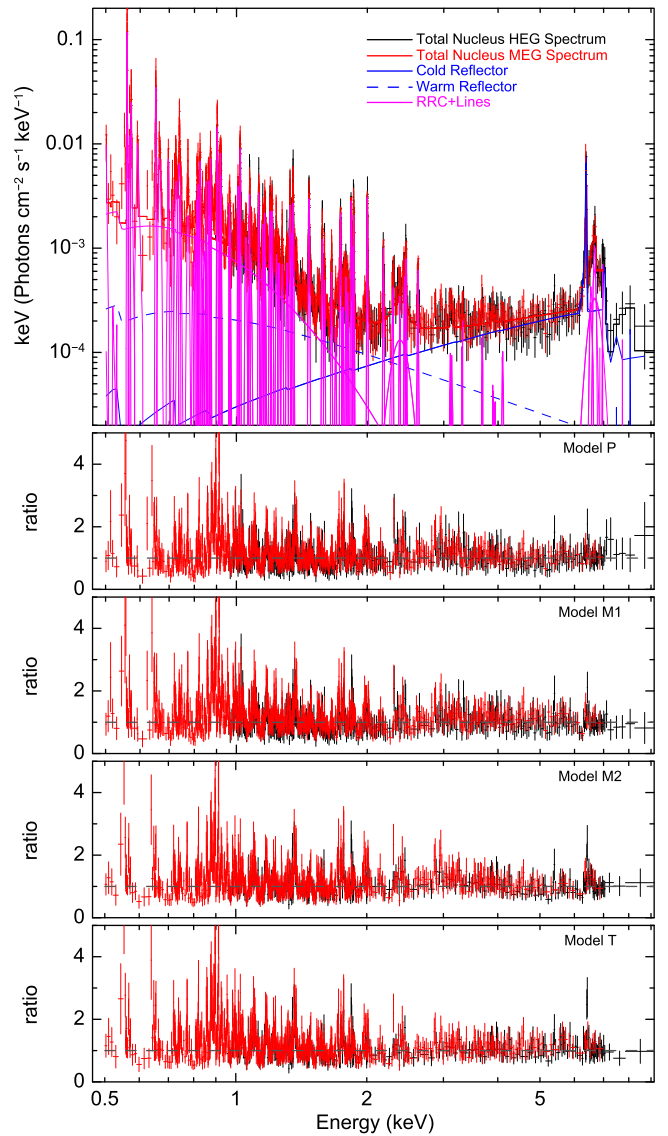 0.1
0.01
10⁻³
10⁻⁴
keV (Photons cm⁻² s⁻¹ keV⁻¹)
Total Nucleus HEG Spectrum
Total Nucleus MEG Spectrum
Cold Reflector
Warm Reflector
RRC+Lines
Model P
4
2
0
ratio
Model M1
4
2
0
ratio
Model M2
4
2
0
ratio
Model T
4
2
0
ratio
0.5 1 2 5
Energy (keV)